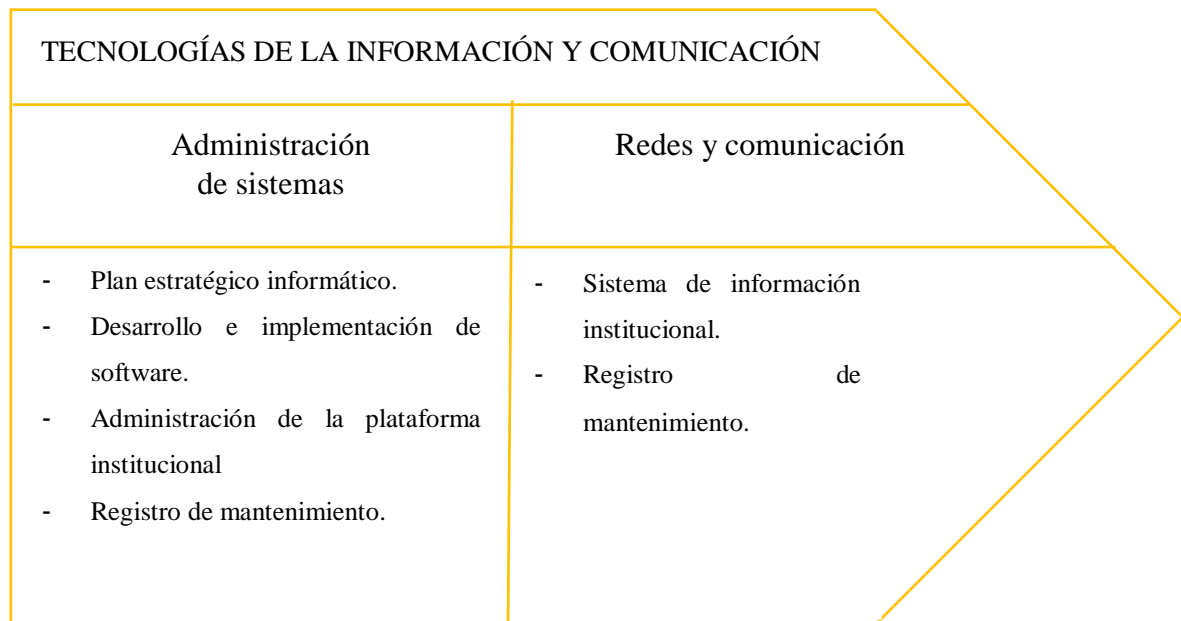 TECNOLOGÍAS DE LA INFORMACIÓN Y COMUNICACIÓN
Administración
de sistemas
- Plan estratégico informático.
- Desarrollo e implementación de
software.
- Administración de la plataforma
institucional
- Registro de mantenimiento.
Redes y comunicación
- Sistema de información
institucional.
- Registro de
mantenimiento.